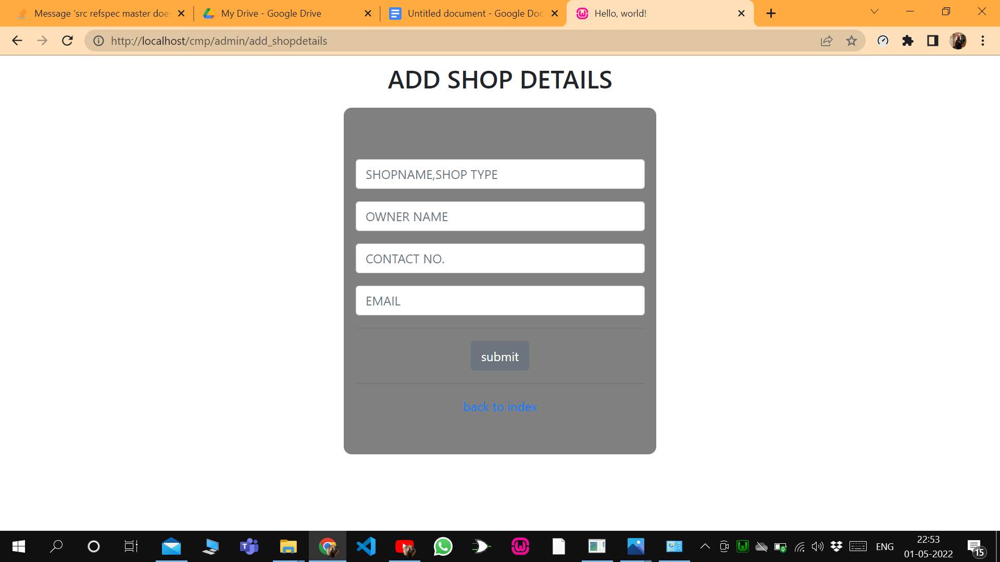 Message 'src refspec master does
My Drive - Google Drive
Untitled document - Google Doc
Hello, world!
http://localhost/cmp/admin/add_shopdetails
ADD SHOP DETAILS
SHOPNAME,SHOP TYPE
OWNER NAME
CONTACT NO.
EMAIL
submit
back to index
ENG
22:53
01-05-2022
15